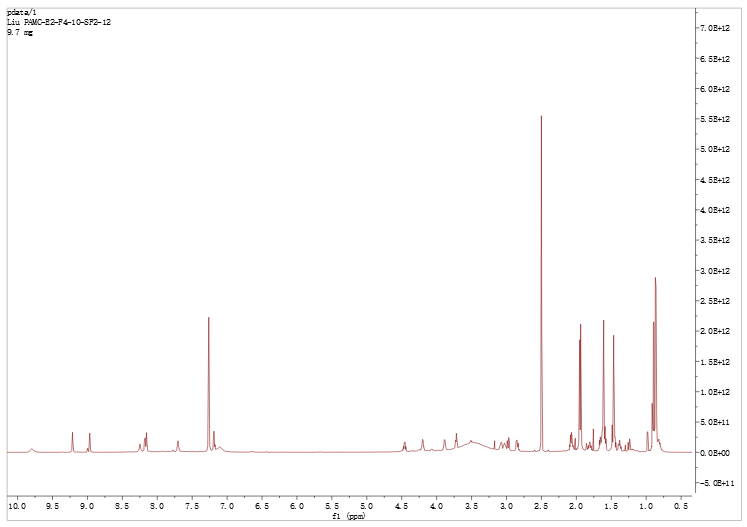 pdata/1
Liu PAMC-E2-F4-10-SF2-12
9.7 mg
7.0E+12
6.5E+12
6.0E+12
5.5E+12
5.0E+12
4.5E+12
4.0E+12
3.5E+12
3.0E+12
2.5E+12
2.0E+12
1.5E+12
1.0E+12
5.0E+11
0.0E+00
-5.0E+11
10.0 9.5 9.0 8.5 8.0 7.5 7.0 6.5 6.0 5.5 5.0 4.5 4.0 3.5 3.0 2.5 2.0 1.5 1.0 0.5
f1 (ppm)